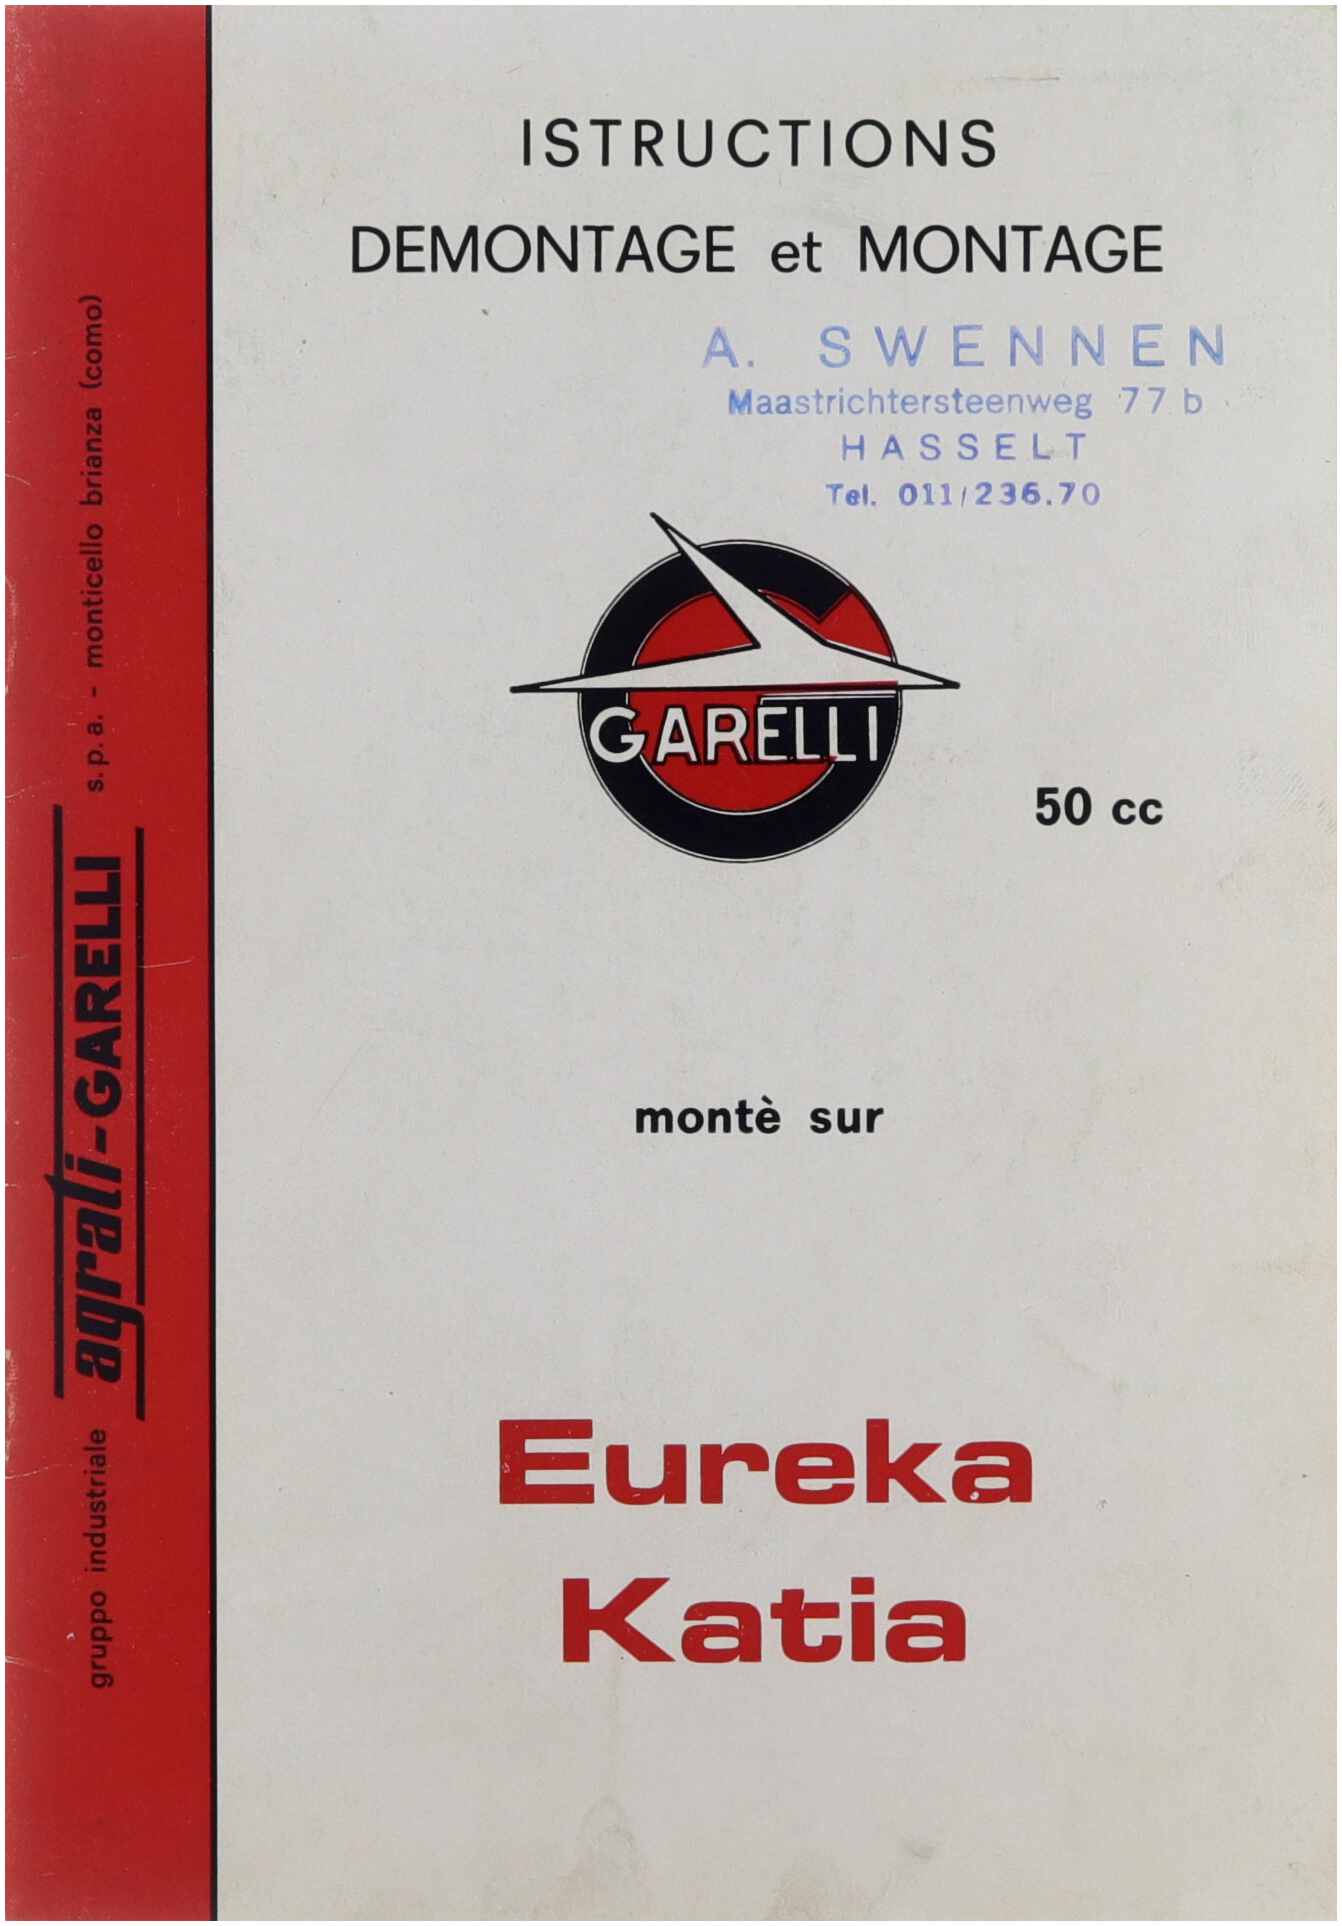 ISTRUCTIONS
DEMONTAGE et MONTAGE
A. SWENNEN
Maastrichtersteenweg 77 b
HASSELT
Tel. 011/236.70
GARELLI
50 cc
montè sur
Eureka
Katia
gruppo industriale agrati-GARELLI s.p.a. - monticello brianza (como)